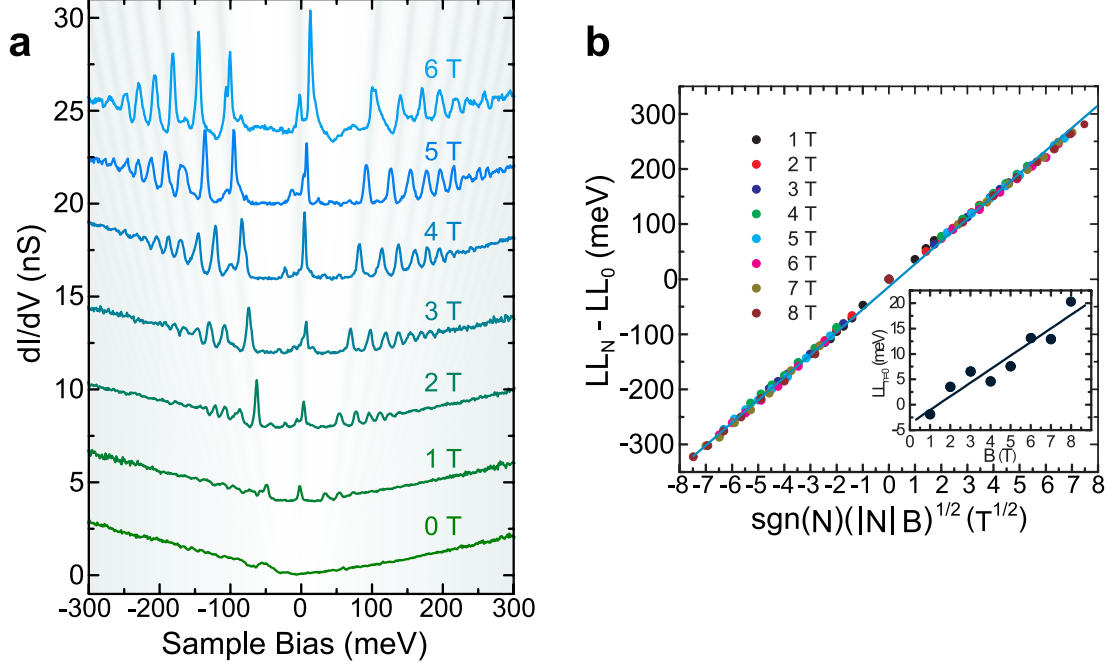 a
30
25
20
15
10
5
0
dI/dV (nS)
6 T
5 T
4 T
3 T
2 T
1 T
0 T
-300 -200 -100 0 100 200 300
Sample Bias (meV)
b
300
200
100
0
-100
-200
-300
LL_N - LL_0 (meV)
1 T
2 T
3 T
4 T
5 T
6 T
7 T
8 T
-8 -7 -6 -5 -4 -3 -2 -1 0 1 2 3 4 5 6 7 8
sgn(N)(|N| B)^1/2 (T^1/2)
20
15
10
5
0
-5
LL_n=0 (meV)
0 1 2 3 4 5 6 7 8
B (T)